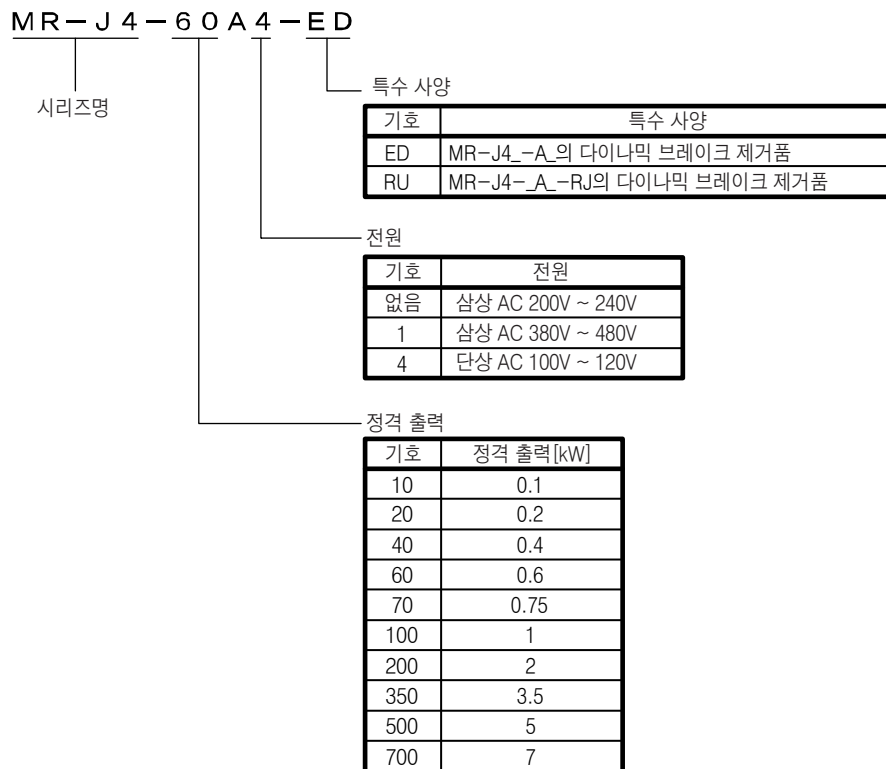 MR-J4-60A4-ED
시리즈명
특수 사양
기호 특수 사양
ED MR-J4_-A_의 다이나믹 브레이크 제거품
RU MR-J4-_A_-RJ의 다이나믹 브레이크 제거품
전원
기호 전원
없음 삼상 AC 200V ~ 240V
1 삼상 AC 380V ~ 480V
4 단상 AC 100V ~ 120V
정격 출력
기호 정격 출력[kW]
10 0.1
20 0.2
40 0.4
60 0.6
70 0.75
100 1
200 2
350 3.5
500 5
700 7